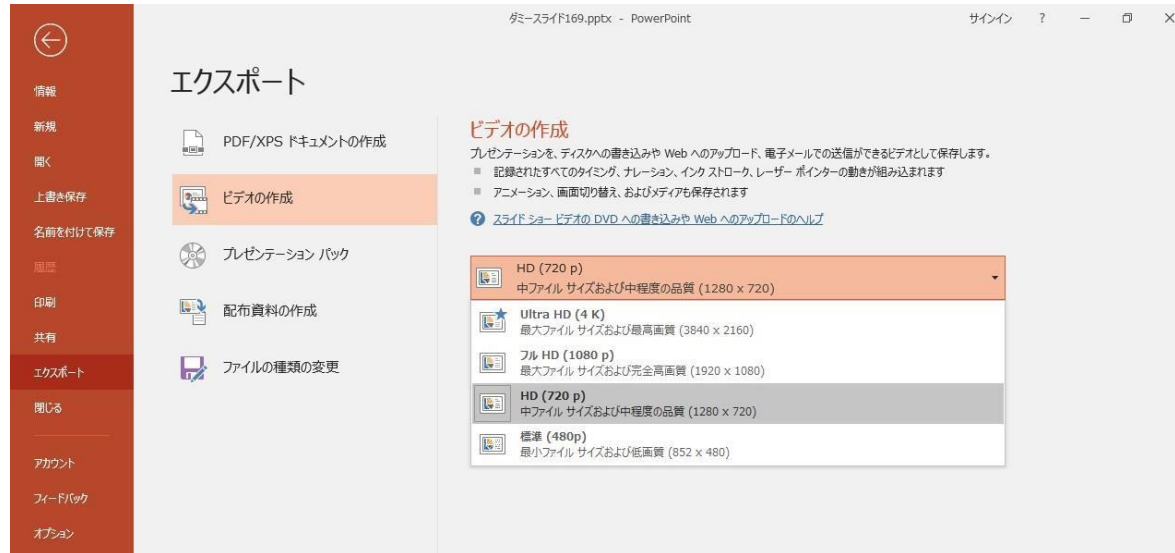 ダミースライド169.pptx - PowerPoint
サインイン ?
情報
新規
開く
上書き保存
名前を付けて保存
履歴
印刷
共有
エクスポート
閉じる
アカウント
フィードバック
オプション
エクスポート
PDF/XPS ドキュメントの作成
ビデオの作成
プレゼンテーション パック
配布資料の作成
ファイルの種類の変更
ビデオの作成
プレゼンテーションを、ディスクへの書き込みや Web へのアップロード、電子メールでの送信ができるビデオとして保存します。
記録されたすべてのタイミング、ナレーション、インク ストローク、レーザー ポインターの動きが組み込まれます
アニメーション、画面切り替え、およびメディアも保存されます
スライド ショー ビデオの DVD への書き込みや Web へのアップロードのヘルプ
HD (720 p)
中ファイル サイズおよび中程度の品質 (1280 x 720)
Ultra HD (4 K)
最大ファイル サイズおよび最高画質 (3840 x 2160)
フル HD (1080 p)
最大ファイル サイズおよび完全高画質 (1920 x 1080)
HD (720 p)
中ファイル サイズおよび中程度の品質 (1280 x 720)
標準 (480p)
最小ファイル サイズおよび低画質 (852 x 480)